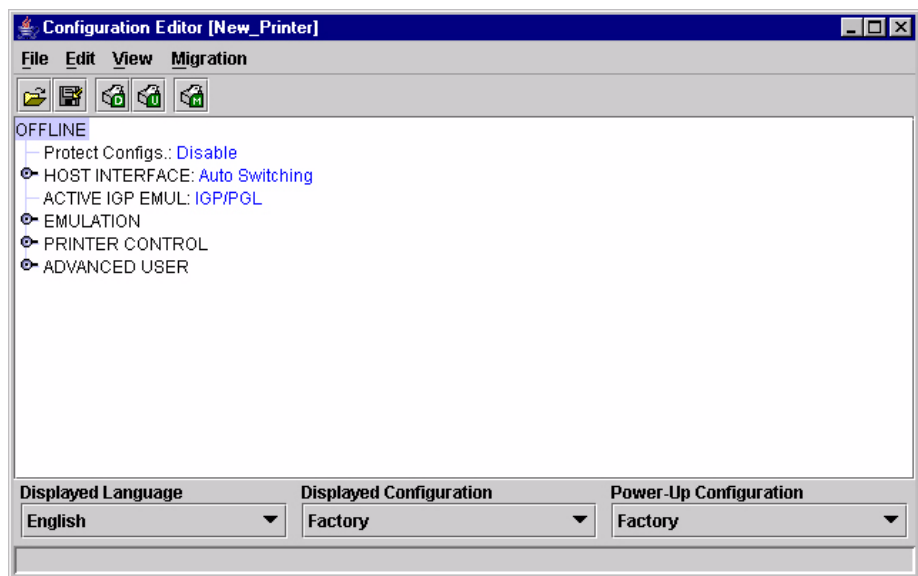 Configuration Editor [New_Printer]
File Edit View Migration
D U M
OFFLINE
Protect Configs.: Disable
HOST INTERFACE: Auto Switching
ACTIVE IGP EMUL: IGP/PGL
EMULATION
PRINTER CONTROL
ADVANCED USER
Displayed Language Displayed Configuration Power-Up Configuration
English Factory Factory